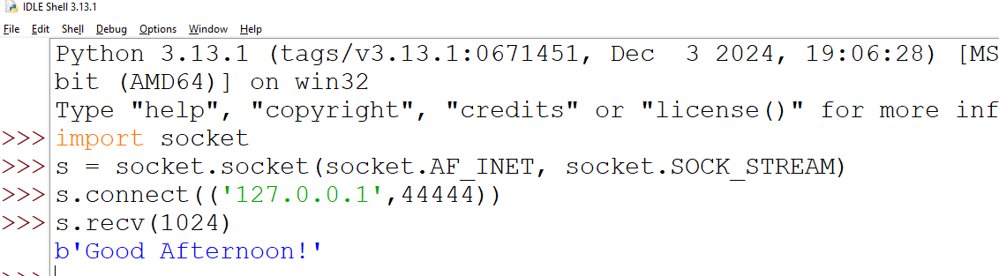 IDLE Shell 3.13.1
File Edit Shell Debug Options Window Help
Python 3.13.1 (tags/v3.13.1:0671451, Dec  3 2024, 19:06:28) [MS
bit (AMD64)] on win32
Type "help", "copyright", "credits" or "license()" for more inf
>>> import socket
>>> s = socket.socket(socket.AF_INET, socket.SOCK_STREAM)
>>> s.connect(('127.0.0.1',44444))
>>> s.recv(1024)
b'Good Afternoon!'
>>>